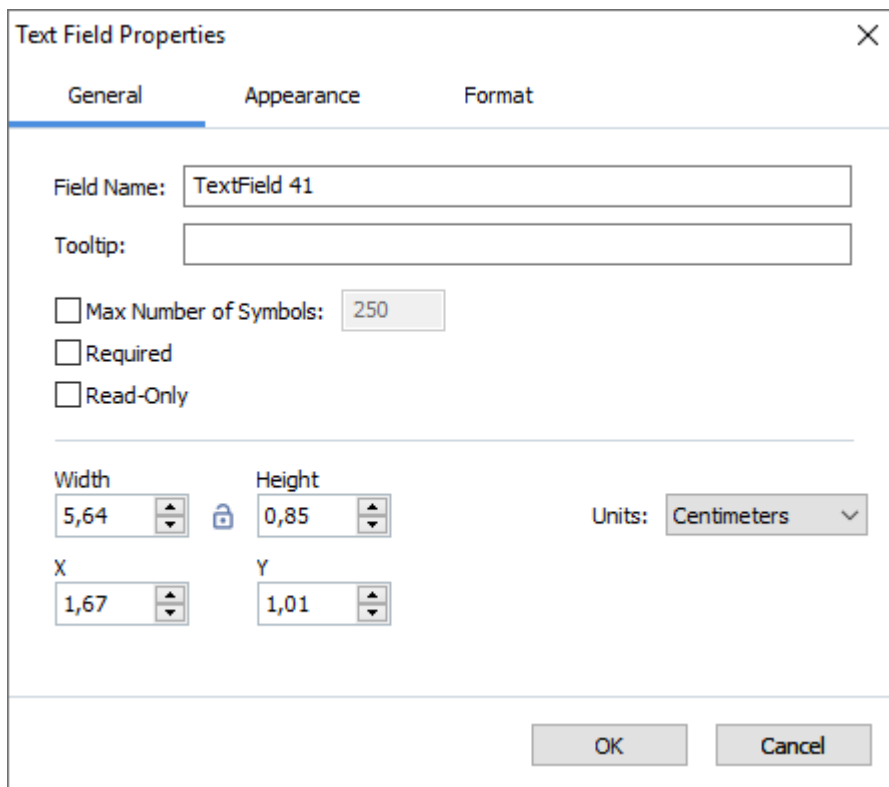 Text Field Properties
General Appearance Format
Field Name: TextField 41
Tooltip:
Max Number of Symbols: 250
Required
Read-Only
Width Height
5,64 0,85 Units: Centimeters
X Y
1,67 1,01
OK Cancel